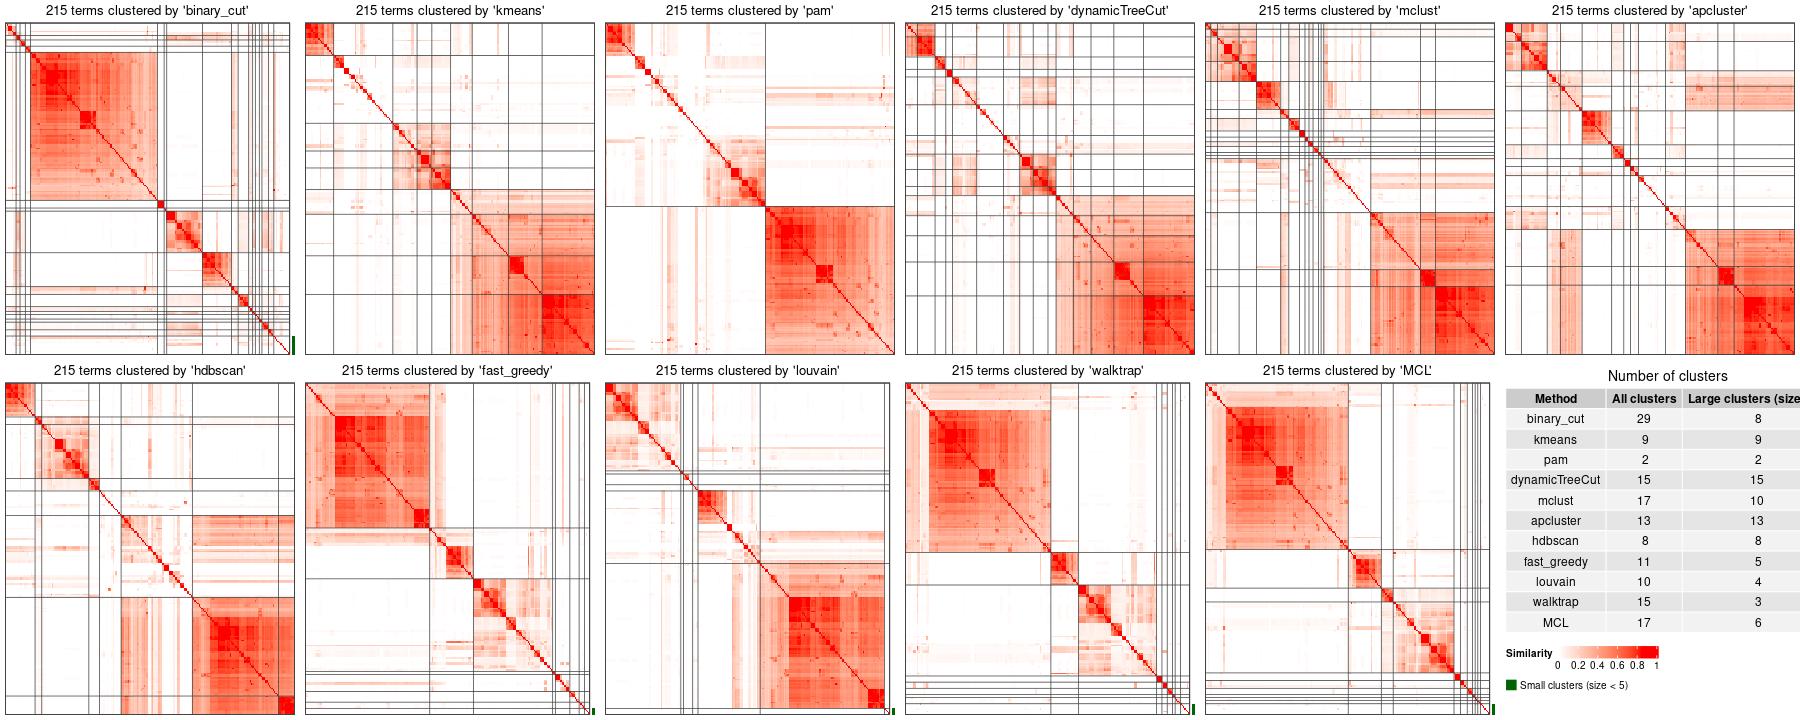 215 terms clustered by 'binary_cut'
215 terms clustered by 'kmeans'
215 terms clustered by 'pam'
215 terms clustered by 'dynamicTreeCut'
215 terms clustered by 'mclust'
215 terms clustered by 'apcluster'
215 terms clustered by 'hdbscan'
215 terms clustered by 'fast_greedy'
215 terms clustered by 'louvain'
215 terms clustered by 'walktrap'
215 terms clustered by 'MCL'
Number of clusters
Method All clusters Large clusters (size
binary_cut 29 8
kmeans 9 9
pam 2 2
dynamicTreeCut 15 15
mclust 17 10
apcluster 13 13
hdbscan 8 8
fast_greedy 11 5
louvain 10 4
walktrap 15 3
MCL 17 6
Similarity
0 0.2 0.4 0.6 0.8 1
Small clusters (size < 5)